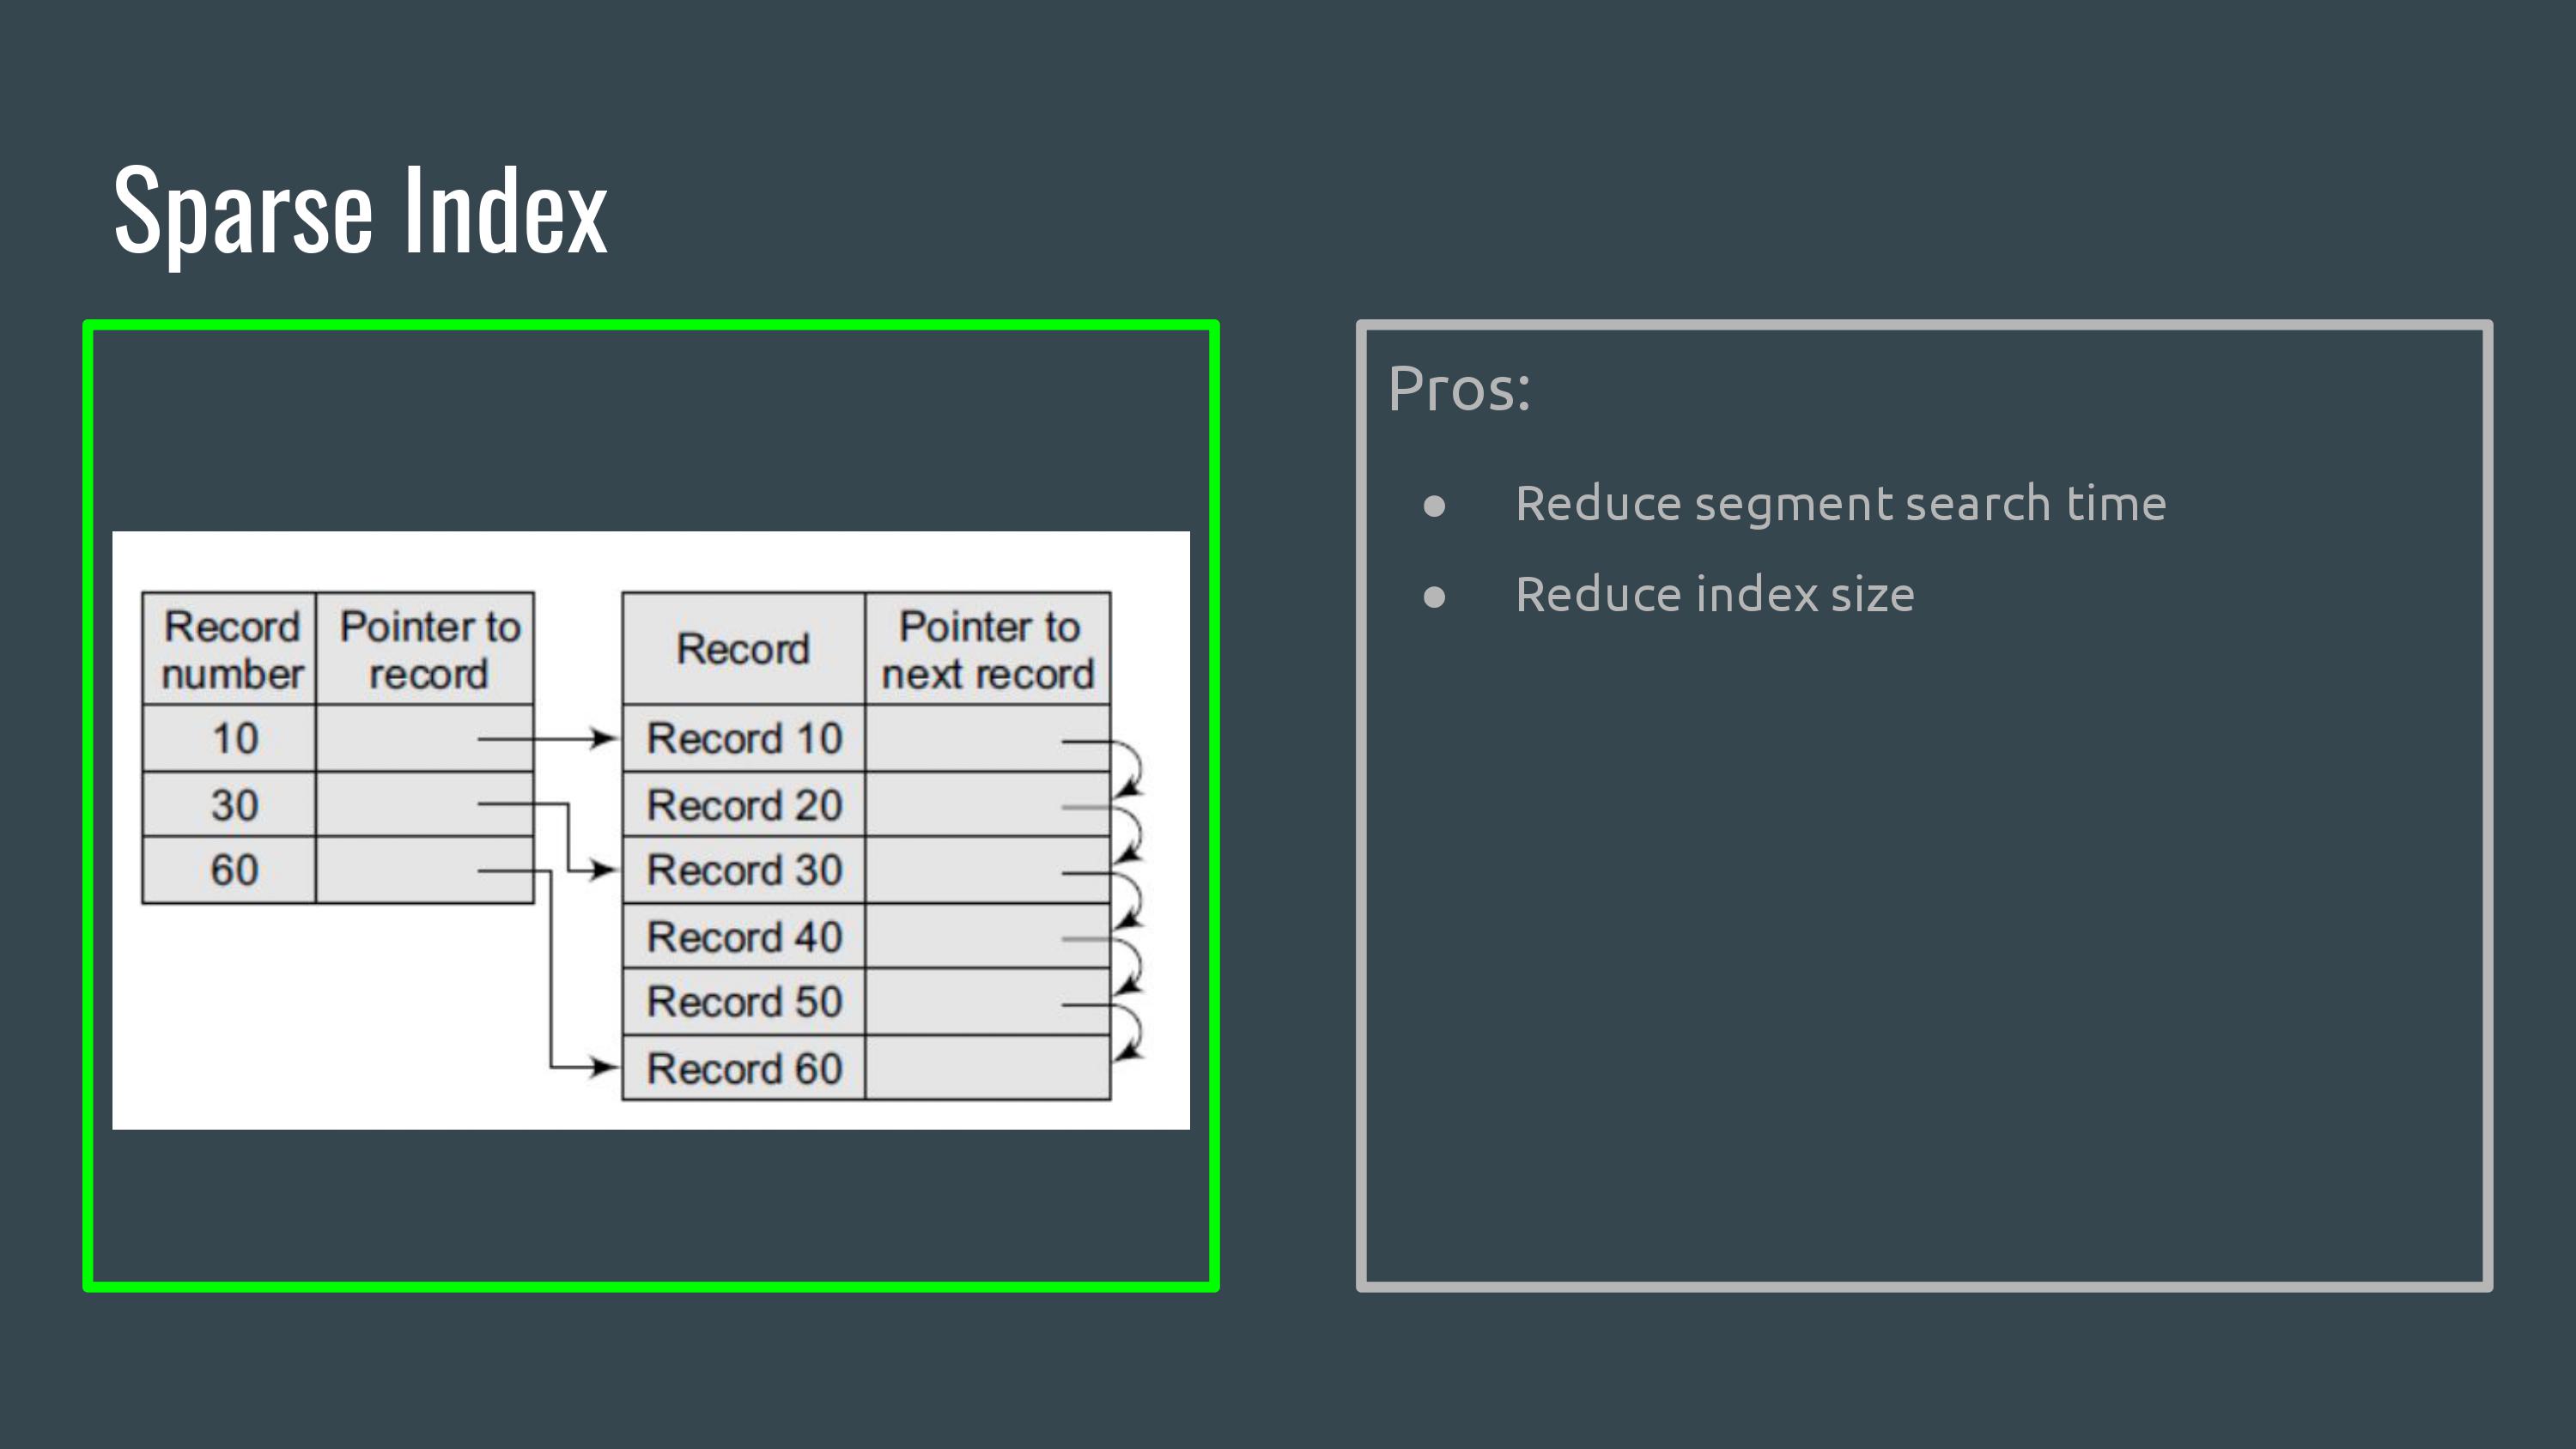 Sparse Index
Record number
Pointer to record
10
30
60
Record
Pointer to next record
Record 10
Record 20
Record 30
Record 40
Record 50
Record 60
Pros:
● Reduce segment search time
● Reduce index size